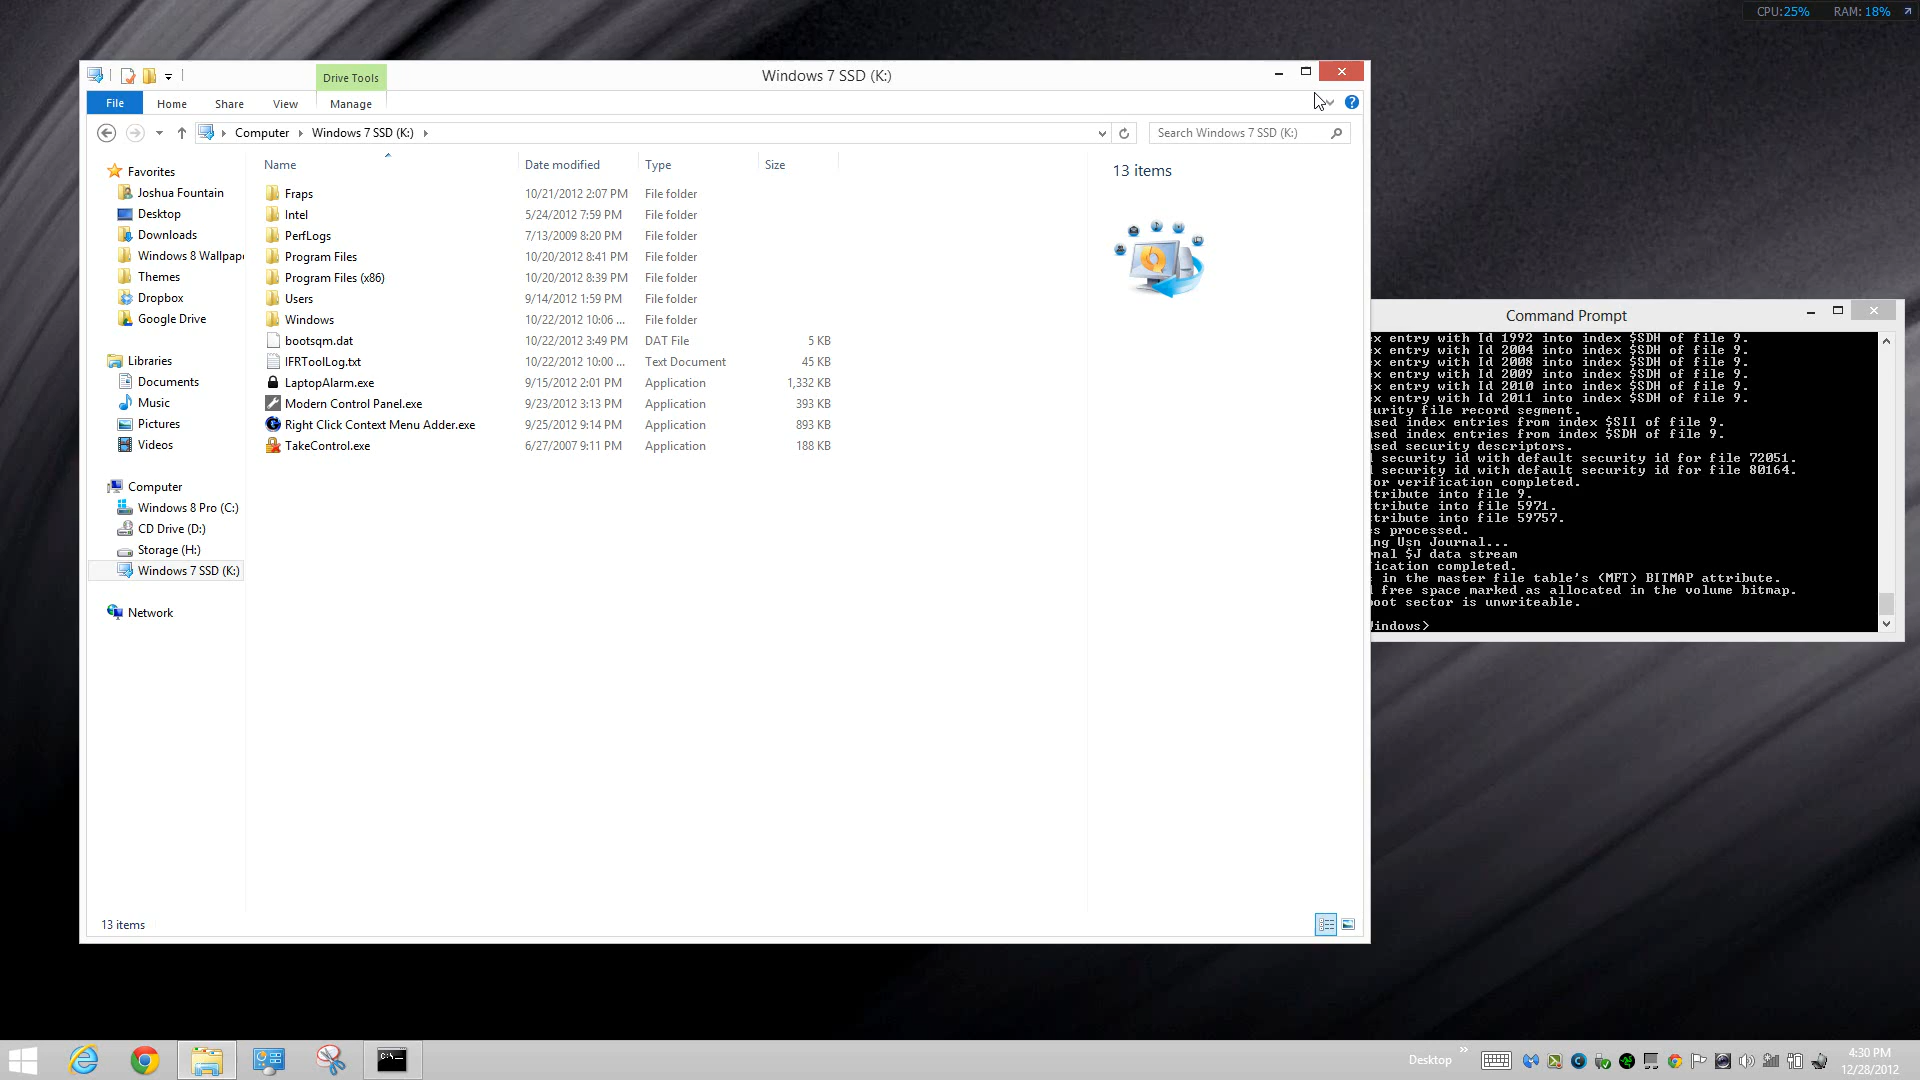 CPU:25% RAM: 18%
Drive Tools
Windows 7 SSD (K:)
File Home Share View Manage
Computer Windows 7 SSD (K:)
Search Windows 7 SSD (K:)
Name Date modified Type Size
Fraps 10/21/2012 2:07 PM File folder
Intel 5/24/2012 7:59 PM File folder
PerfLogs 7/13/2009 8:20 PM File folder
Program Files 10/20/2012 8:41 PM File folder
Program Files (x86) 10/20/2012 8:39 PM File folder
Users 9/14/2012 1:59 PM File folder
Windows 10/22/2012 10:06 ... File folder
bootsqm.dat 10/22/2012 3:49 PM DAT File 5 KB
IFRToolLog.txt 10/22/2012 10:00 ... Text Document 45 KB
LaptopAlarm.exe 9/15/2012 2:01 PM Application 1,332 KB
Modern Control Panel.exe 9/23/2012 3:13 PM Application 393 KB
Right Click Context Menu Adder.exe 9/25/2012 9:14 PM Application 893 KB
TakeControl.exe 6/27/2007 9:11 PM Application 188 KB
Favorites
Joshua Fountain
Desktop
Downloads
Windows 8 Wallpap
Themes
Dropbox
Google Drive
Libraries
Documents
Music
Pictures
Videos
Computer
Windows 8 Pro (C:)
CD Drive (D:)
Storage (H:)
Windows 7 SSD (K:)
Network
13 items
13 items
Command Prompt
x entry with Id 1992 into index $SDH of file 9.
x entry with Id 2004 into index $SDH of file 9.
x entry with Id 2008 into index $SDH of file 9.
x entry with Id 2009 into index $SDH of file 9.
x entry with Id 2010 into index $SDH of file 9.
x entry with Id 2011 into index $SDH of file 9.
urity file record segment.
sed index entries from index $SII of file 9.
sed index entries from index $SDH of file 9.
sed security descriptors.
security id with default security id for file 72051.
security id with default security id for file 80164.
or verification completed.
tribute into file 9.
tribute into file 5971.
tribute into file 59757.
s processed.
ng Usn Journal...
nal $J data stream
ication completed.
in the master file table's (MFT) BITMAP attribute.
free space marked as allocated in the volume bitmap.
oot sector is unwriteable.
indows>
C:\_
Desktop
4:30 PM
12/28/2012